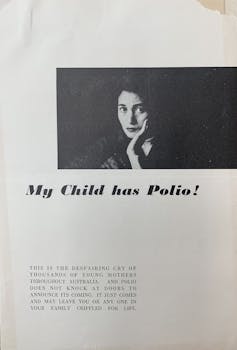 My Child has Polio!
THIS IS THE DESPAIRING CRY OF
THOUSANDS OF YOUNG MOTHERS
THROUGHOUT AUSTRALIA. AND POLIO
DOES NOT KNOCK AT DOORS TO
ANNOUNCE ITS COMING. IT JUST COMES
AND MAY LEAVE YOU OR ANY ONE IN
YOUR FAMILY CRIPPLED FOR LIFE.